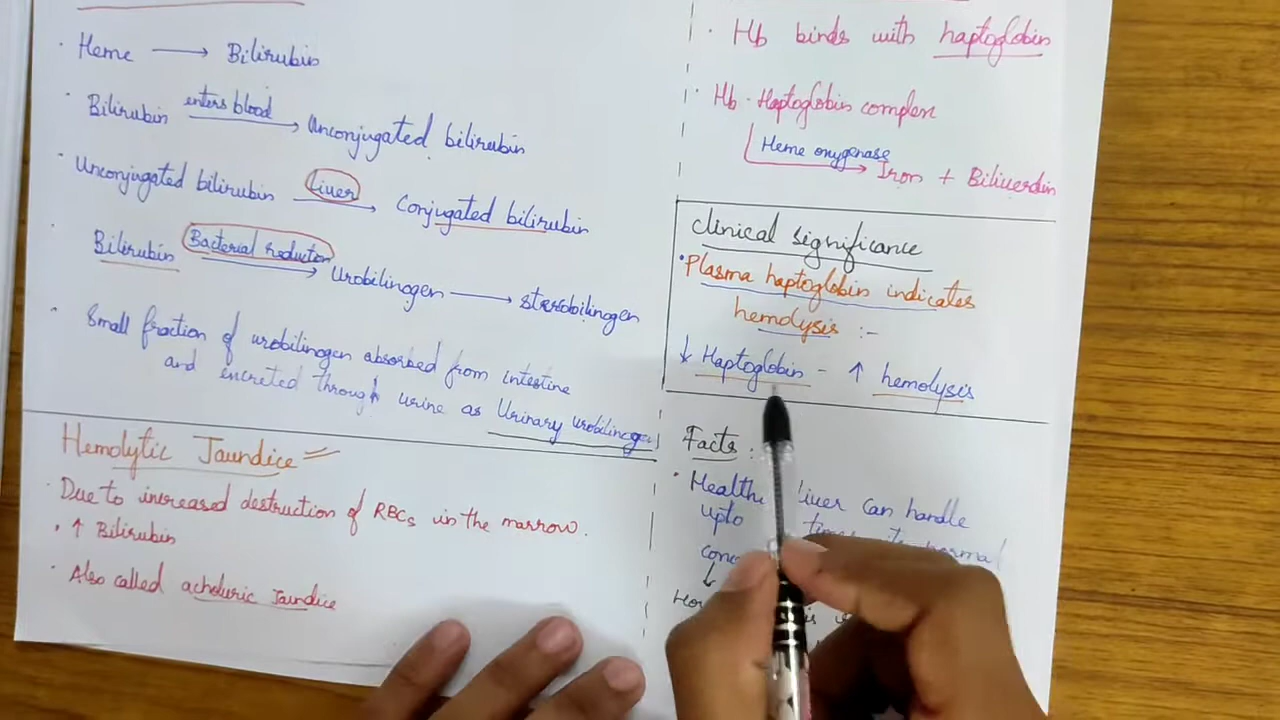 · Heme → Bilirubin
· Bilirubin enters blood → Unconjugated bilirubin
· Unconjugated bilirubin Liver → Conjugated bilirubin
· Bilirubin Bacterial reduction → Urobilinogen → stercobilinogen
· Small fraction of urobilinogen absorbed from intestine
and excreted through urine as Urinary urobilinogen
Hemolytic Jaundice
· Due to increased destruction of RBCs in the marrow.
· ↑ Bilirubin
· Also called acholuric Jaundice
· Hb binds with haptoglobin
· Hb - Haptoglobin complex
Heme oxygenase → Iron + Biliverdin
Clinical significance
· Plasma haptoglobin indicates
hemolysis :-
↓ Haptoglobin - ↑ hemolysis
Facts :
· Health liver can handle
upto normal